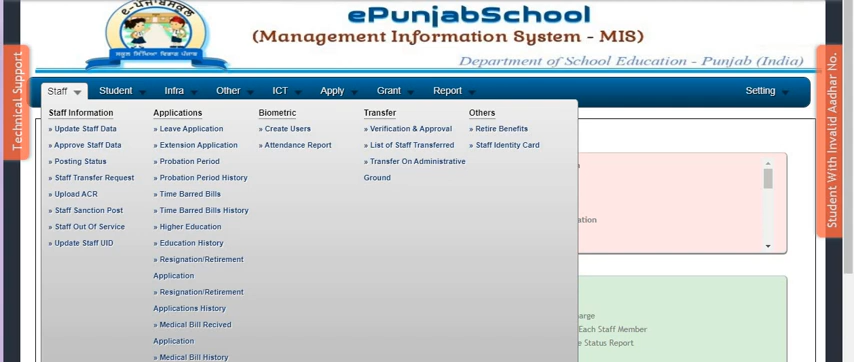 ਈ-ਪੰਜਾਬ ਸਕੂਲ
ਸਕੂਲ ਸਿੱਖਿਆ ਵਿਭਾਗ ਪੰਜਾਬ
ePunjabSchool
(Management Information System - MIS)
Department of School Education - Punjab (India)
Technical Support
Student With Invalid Aadhar No.
Staff Student Infra Other ICT Apply Grant Report Setting
Staff Information
» Update Staff Data
» Approve Staff Data
» Posting Status
» Staff Transfer Request
» Upload ACR
» Staff Sanction Post
» Staff Out Of Service
» Update Staff UID
Applications
» Leave Application
» Extension Application
» Probation Period
» Probation Period History
» Time Barred Bills
» Time Barred Bills History
» Higher Education
» Education History
» Resignation/Retirement
Application
» Resignation/Retirement
Applications History
» Medical Bill Recived
Application
» Medical Bill History
Biometric
» Create Users
» Attendance Report
Transfer
» Verification & Approval
» List of Staff Transferred
» Transfer On Administrative
Ground
Others
» Retire Benefits
» Staff Identity Card
ation
arge
Each Staff Member
e Status Report